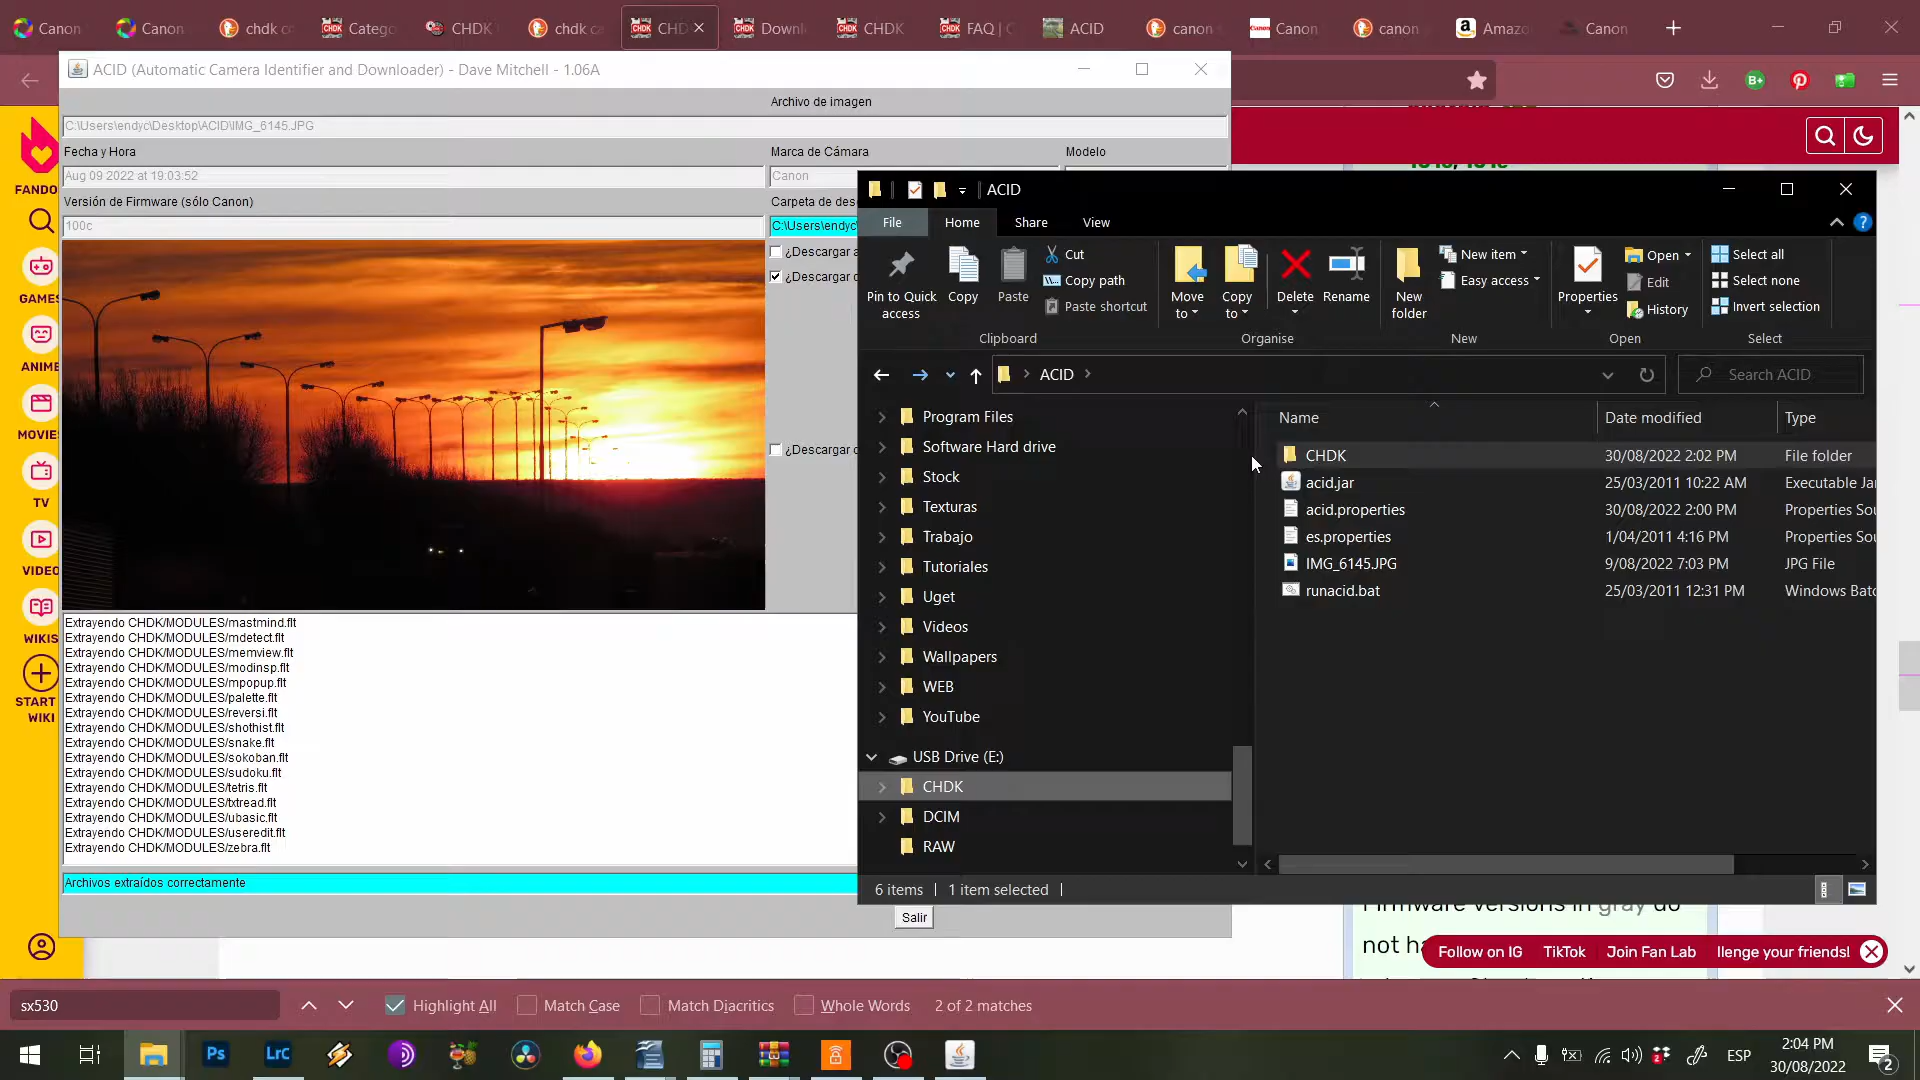 Canon
Canon
chdk c
Catego
CHDK
chdk ca
CHD
Downl
CHDK
FAQ | C
ACID
canon
Canon
canon
Amazo
Canon
ACID (Automatic Camera Identifier and Downloader) - Dave Mitchell - 1.06A
Archivo de imagen
C:\Users\endyc\Desktop\ACID\IMG_6145.JPG
Fecha y Hora
Marca de Cámara
Modelo
Aug 09 2022 at 19:03:52
Canon
Versión de Firmware (sólo Canon)
Carpeta de des
100c
C:\Users\endyc\
¿Descargar a
¿Descargar c
¿Descargar c
FANDO
GAMES
ANIME
MOVIE
TV
VIDEO
WIKIS
START
WIKI
ACID
File
Home
Share
View
Pin to Quick access
Copy
Paste
Cut
Copy path
Paste shortcut
Move to
Copy to
Delete
Rename
New folder
New item
Easy access
Properties
Open
Edit
History
Select all
Select none
Invert selection
Clipboard
Organise
New
Open
Select
ACID
Search ACID
Program Files
Software Hard drive
Stock
Texturas
Trabajo
Tutoriales
Uget
Videos
Wallpapers
WEB
YouTube
USB Drive (E:)
CHDK
DCIM
RAW
Name Date modified Type
CHDK 30/08/2022 2:02 PM File folder
acid.jar 25/03/2011 10:22 AM Executable Ja
acid.properties 30/08/2022 2:00 PM Properties Sou
es.properties 1/04/2011 4:16 PM Properties Sou
IMG_6145.JPG 9/08/2022 7:03 PM JPG File
runacid.bat 25/03/2011 12:31 PM Windows Batc
6 items 1 item selected
Extrayendo CHDK/MODULES/mastmind.flt
Extrayendo CHDK/MODULES/mdetect.flt
Extrayendo CHDK/MODULES/memview.flt
Extrayendo CHDK/MODULES/modinsp.flt
Extrayendo CHDK/MODULES/mpopup.flt
Extrayendo CHDK/MODULES/palette.flt
Extrayendo CHDK/MODULES/reversi.flt
Extrayendo CHDK/MODULES/shothist.flt
Extrayendo CHDK/MODULES/snake.flt
Extrayendo CHDK/MODULES/sokoban.flt
Extrayendo CHDK/MODULES/sudoku.flt
Extrayendo CHDK/MODULES/tetris.flt
Extrayendo CHDK/MODULES/txtread.flt
Extrayendo CHDK/MODULES/ubasic.flt
Extrayendo CHDK/MODULES/useredit.flt
Extrayendo CHDK/MODULES/zebra.flt
Archivos extraídos correctamente
Salir
Firmware versions in gray do
not ha
Follow on IG
TikTok
Join Fan Lab
llenge your friends!
sx530
Highlight All
Match Case
Match Diacritics
Whole Words
2 of 2 matches
Ps
LrC
ESP
2:04 PM
30/08/2022
2